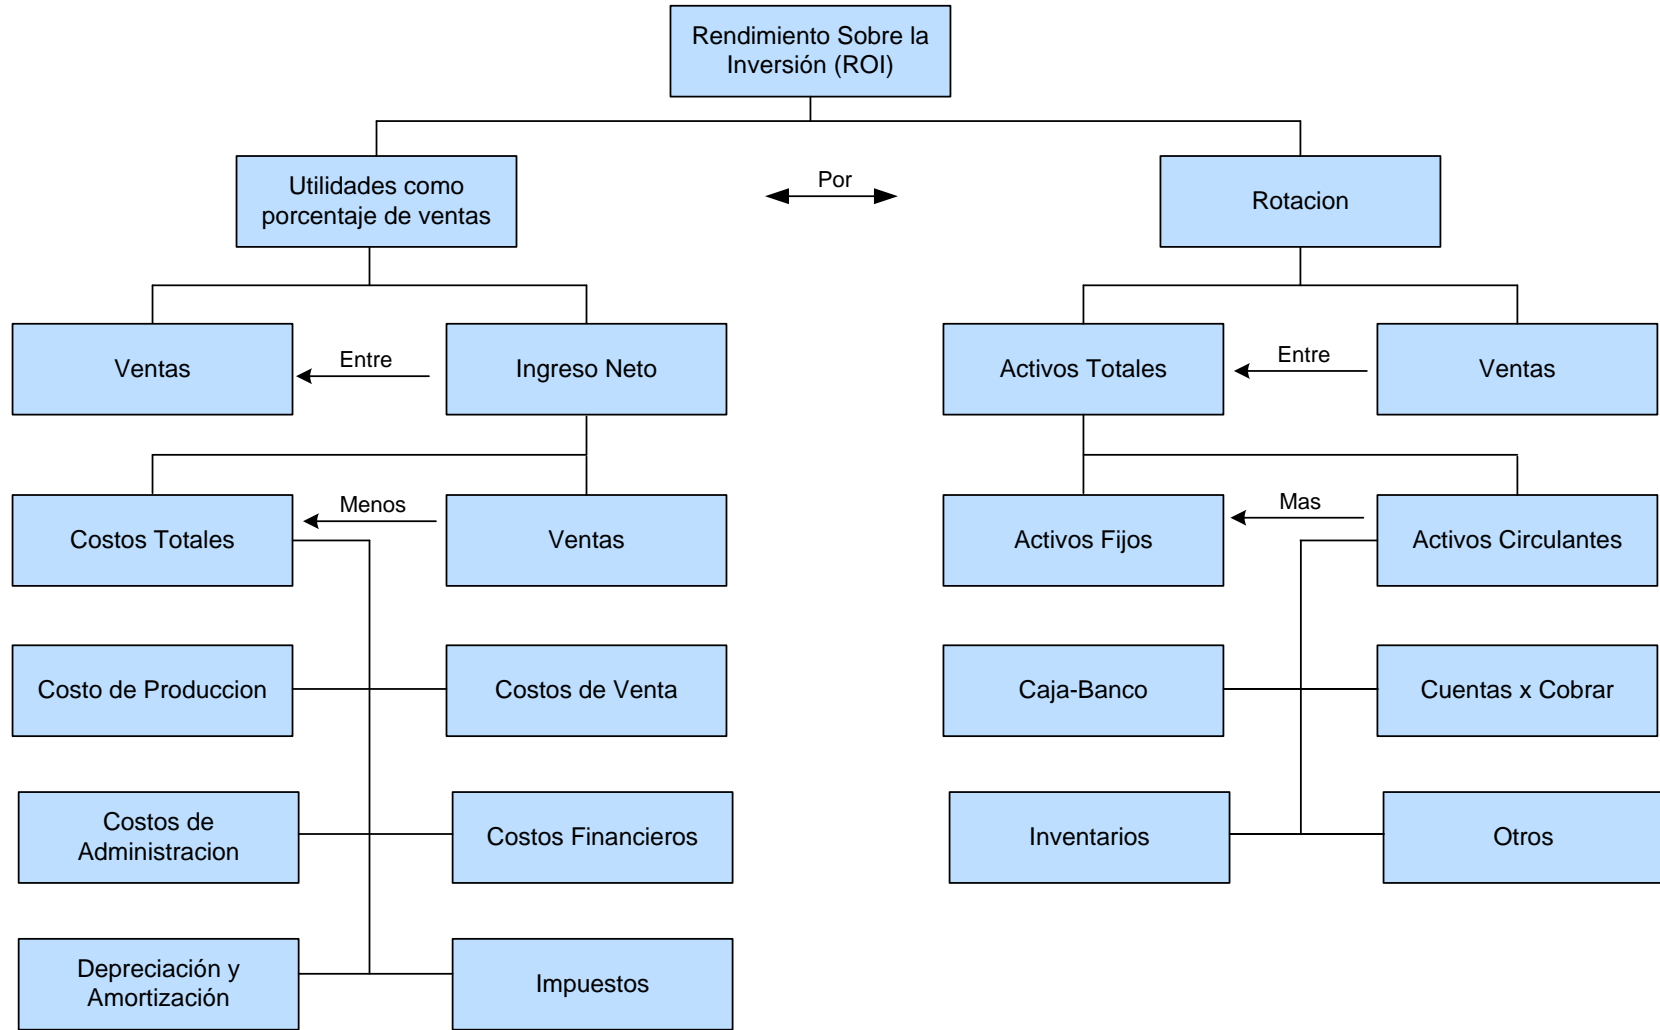 Rendimiento Sobre la
Inversión (ROI)
Utilidades como
porcentaje de ventas
Por
Rotacion
Ventas
Entre
Ingreso Neto
Activos Totales
Entre
Ventas
Costos Totales
Menos
Ventas
Activos Fijos
Mas
Activos Circulantes
Costo de Produccion
Costos de Venta
Caja-Banco
Cuentas x Cobrar
Costos de
Administracion
Costos Financieros
Inventarios
Otros
Depreciación y
Amortización
Impuestos